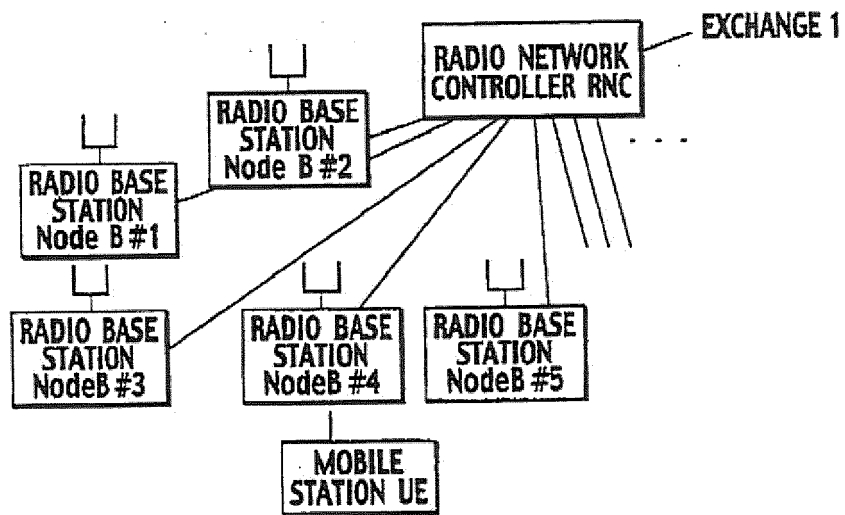 EXCHANGE 1
RADIO NETWORK
CONTROLLER RNC
RADIO BASE
STATION
Node B #2
RADIO BASE
STATION
Node B #1
RADIO BASE
STATION
NodeB #3
RADIO BASE
STATION
NodeB #4
RADIO BASE
STATION
NodeB #5
MOBILE
STATION UE